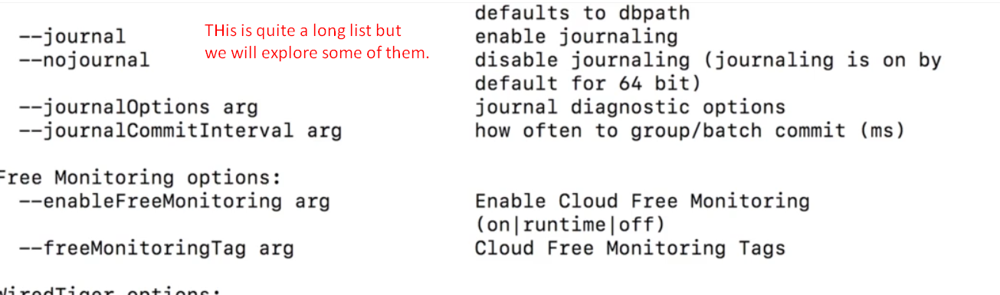 defaults to dbpath
--journal enable journaling
THis is quite a long list but
we will explore some of them.
--nojournal disable journaling (journaling is on by
default for 64 bit)
--journalOptions arg journal diagnostic options
--journalCommitInterval arg how often to group/batch commit (ms)
Free Monitoring options:
--enableFreeMonitoring arg Enable Cloud Free Monitoring
(on|runtime|off)
--freeMonitoringTag arg Cloud Free Monitoring Tags
WiredTiger options: